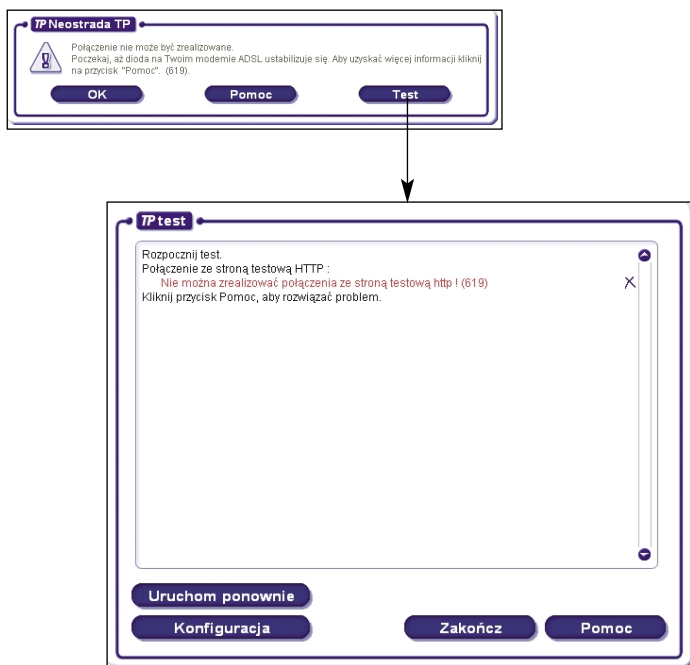 TP Neostrada TP
Połączenie nie może być zrealizowane.
Poczekaj, aż dioda na Twoim modemie ADSL ustabilizuje się. Aby uzyskać więcej informacji kliknij
na przycisk "Pomoc". (619).
OK Pomoc Test
TP test
Rozpocznij test.
Połączenie ze stroną testową HTTP :
Nie można zrealizować połączenia ze stroną testową http ! (619)
Kliknij przycisk Pomoc, aby rozwiązać problem.
Uruchom ponownie
Konfiguracja Zakończ Pomoc